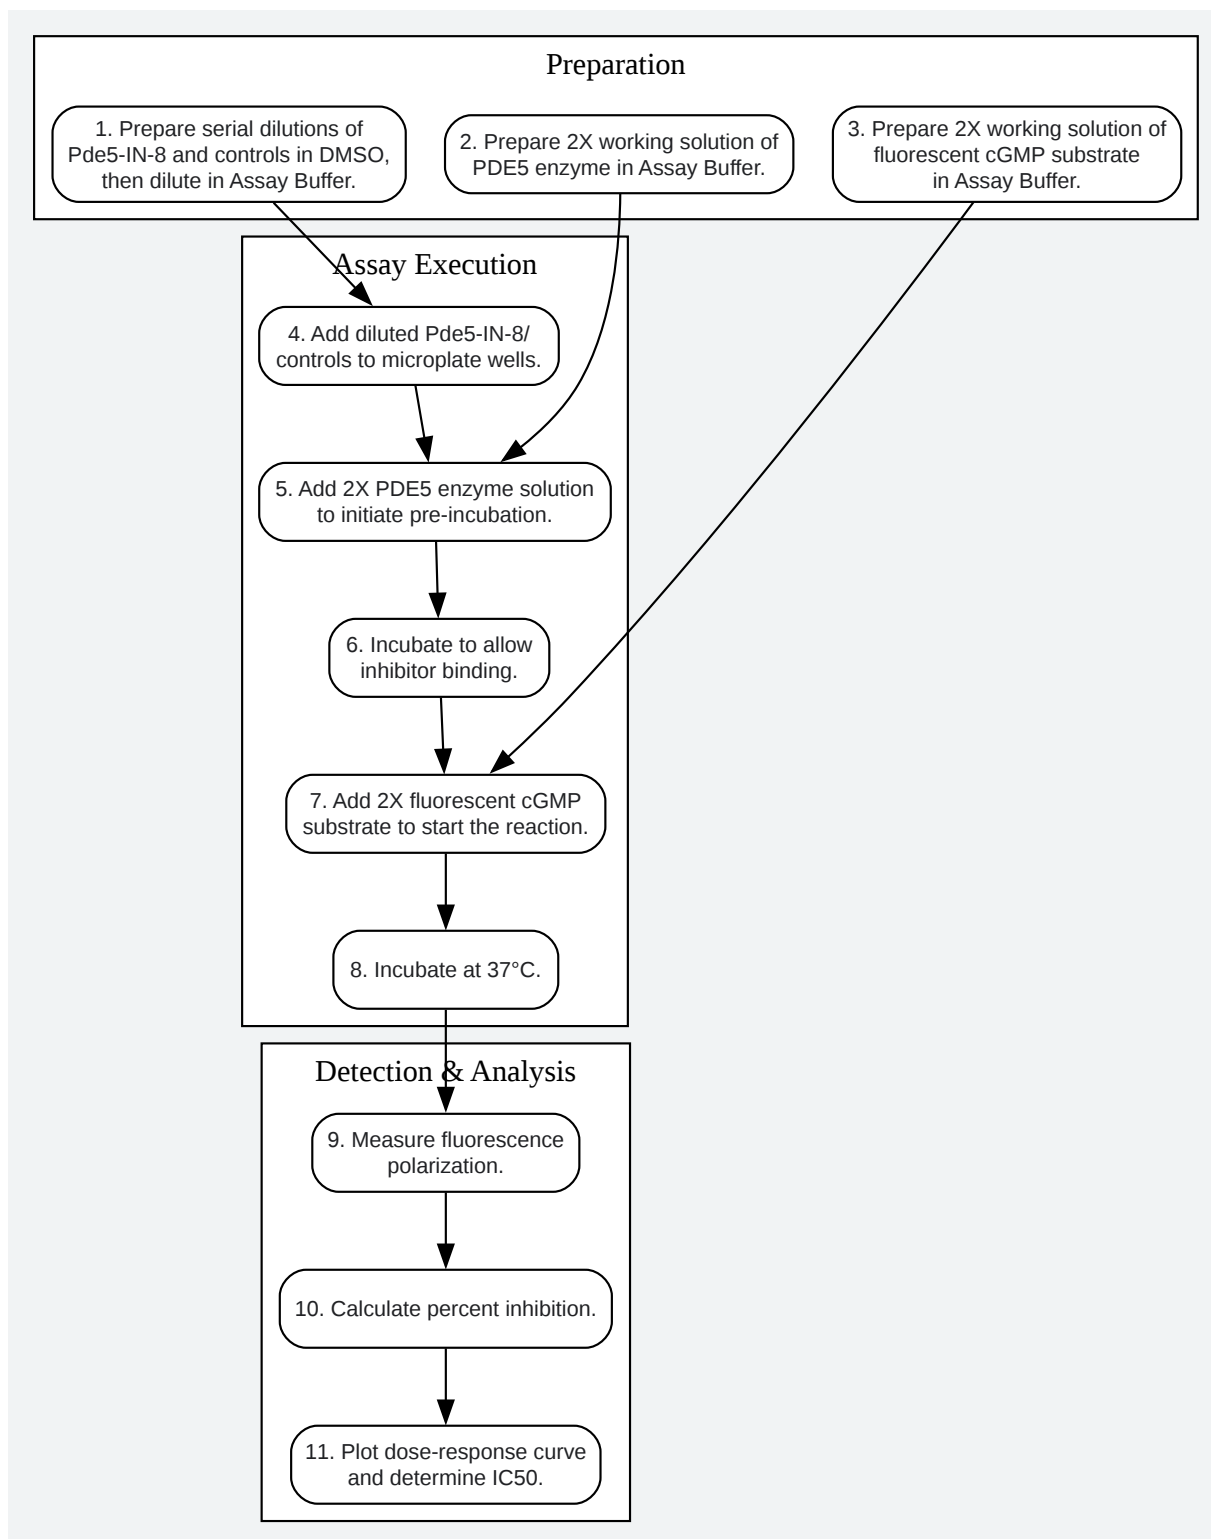 Preparation
1. Prepare serial dilutions of
Pde5-IN-8 and controls in DMSO,
then dilute in Assay Buffer.
2. Prepare 2X working solution of
PDE5 enzyme in Assay Buffer.
3. Prepare 2X working solution of
fluorescent cGMP substrate
in Assay Buffer.
Assay Execution
4. Add diluted Pde5-IN-8/
controls to microplate wells.
5. Add 2X PDE5 enzyme solution
to initiate pre-incubation.
6. Incubate to allow
inhibitor binding.
7. Add 2X fluorescent cGMP
substrate to start the reaction.
8. Incubate at 37°C.
Detection & Analysis
9. Measure fluorescence
polarization.
10. Calculate percent inhibition.
11. Plot dose-response curve
and determine IC50.